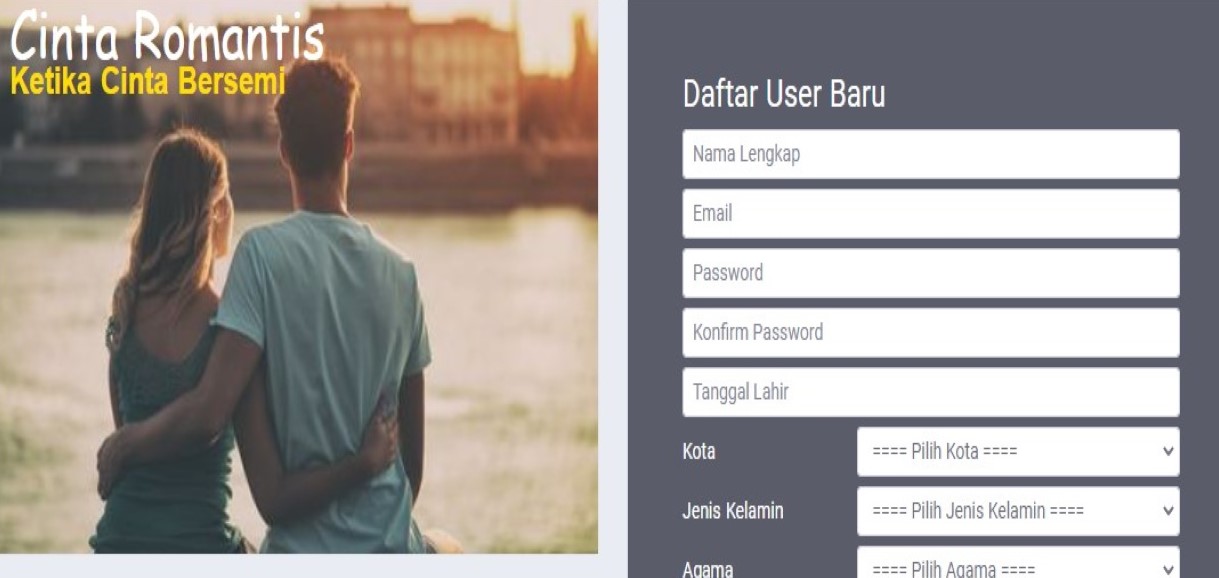 Cinta Romantis
Ketika Cinta Bersemi
Daftar User Baru
Nama Lengkap
Email
Password
Konfirm Password
Tanggal Lahir
Kota ==== Pilih Kota ====
Jenis Kelamin ==== Pilih Jenis Kelamin ====
Agama ==== Pilih Agama ====